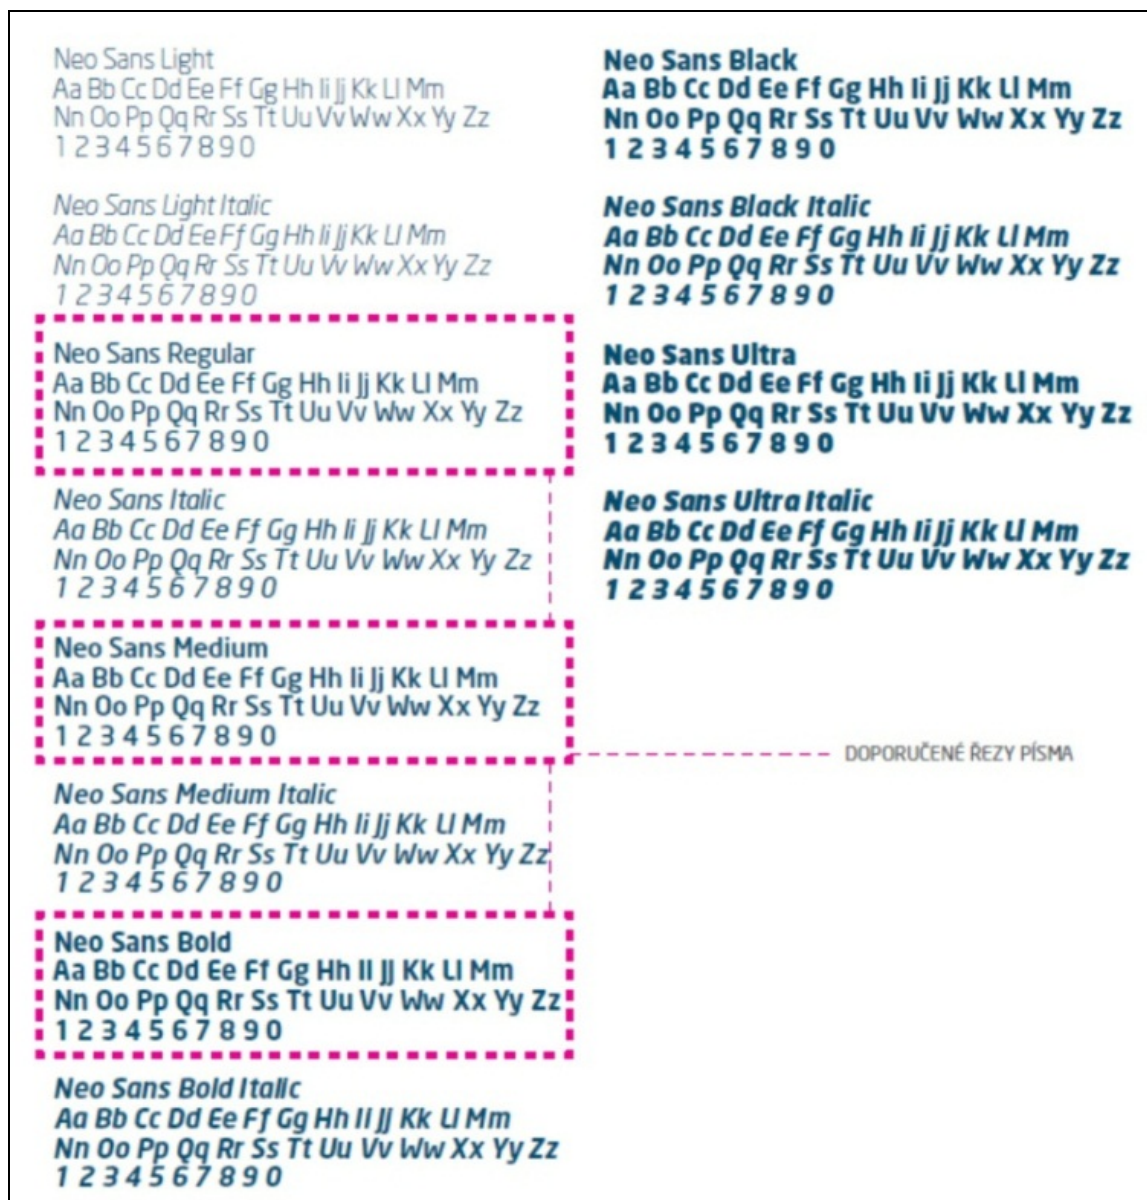 Neo Sans Light
Aa Bb Cc Dd Ee Ff Gg Hh Ii Jj Kk Ll Mm
Nn Oo Pp Qq Rr Ss Tt Uu Vv Ww Xx Yy Zz
1 2 3 4 5 6 7 8 9 0
Neo Sans Light Italic
Aa Bb Cc Dd Ee Ff Gg Hh Ii Jj Kk Ll Mm
Nn Oo Pp Qq Rr Ss Tt Uu Vv Ww Xx Yy Zz
1 2 3 4 5 6 7 8 9 0
Neo Sans Regular
Aa Bb Cc Dd Ee Ff Gg Hh Ii Jj Kk Ll Mm
Nn Oo Pp Qq Rr Ss Tt Uu Vv Ww Xx Yy Zz
1 2 3 4 5 6 7 8 9 0
Neo Sans Italic
Aa Bb Cc Dd Ee Ff Gg Hh Ii Jj Kk Ll Mm
Nn Oo Pp Qq Rr Ss Tt Uu Vv Ww Xx Yy Zz
1 2 3 4 5 6 7 8 9 0
Neo Sans Medium
Aa Bb Cc Dd Ee Ff Gg Hh Ii Jj Kk Ll Mm
Nn Oo Pp Qq Rr Ss Tt Uu Vv Ww Xx Yy Zz
1 2 3 4 5 6 7 8 9 0
Neo Sans Medium Italic
Aa Bb Cc Dd Ee Ff Gg Hh Ii Jj Kk Ll Mm
Nn Oo Pp Qq Rr Ss Tt Uu Vv Ww Xx Yy Zz
1 2 3 4 5 6 7 8 9 0
Neo Sans Bold
Aa Bb Cc Dd Ee Ff Gg Hh Ii Jj Kk Ll Mm
Nn Oo Pp Qq Rr Ss Tt Uu Vv Ww Xx Yy Zz
1 2 3 4 5 6 7 8 9 0
Neo Sans Bold Italic
Aa Bb Cc Dd Ee Ff Gg Hh Ii Jj Kk Ll Mm
Nn Oo Pp Qq Rr Ss Tt Uu Vv Ww Xx Yy Zz
1 2 3 4 5 6 7 8 9 0
Neo Sans Black
Aa Bb Cc Dd Ee Ff Gg Hh Ii Jj Kk Ll Mm
Nn Oo Pp Qq Rr Ss Tt Uu Vv Ww Xx Yy Zz
1 2 3 4 5 6 7 8 9 0
Neo Sans Black Italic
Aa Bb Cc Dd Ee Ff Gg Hh Ii Jj Kk Ll Mm
Nn Oo Pp Qq Rr Ss Tt Uu Vv Ww Xx Yy Zz
1 2 3 4 5 6 7 8 9 0
Neo Sans Ultra
Aa Bb Cc Dd Ee Ff Gg Hh Ii Jj Kk Ll Mm
Nn Oo Pp Qq Rr Ss Tt Uu Vv Ww Xx Yy Zz
1 2 3 4 5 6 7 8 9 0
Neo Sans Ultra Italic
Aa Bb Cc Dd Ee Ff Gg Hh Ii Jj Kk Ll Mm
Nn Oo Pp Qq Rr Ss Tt Uu Vv Ww Xx Yy Zz
1 2 3 4 5 6 7 8 9 0
DOPORUČENÉ ŘEZY PÍSMA